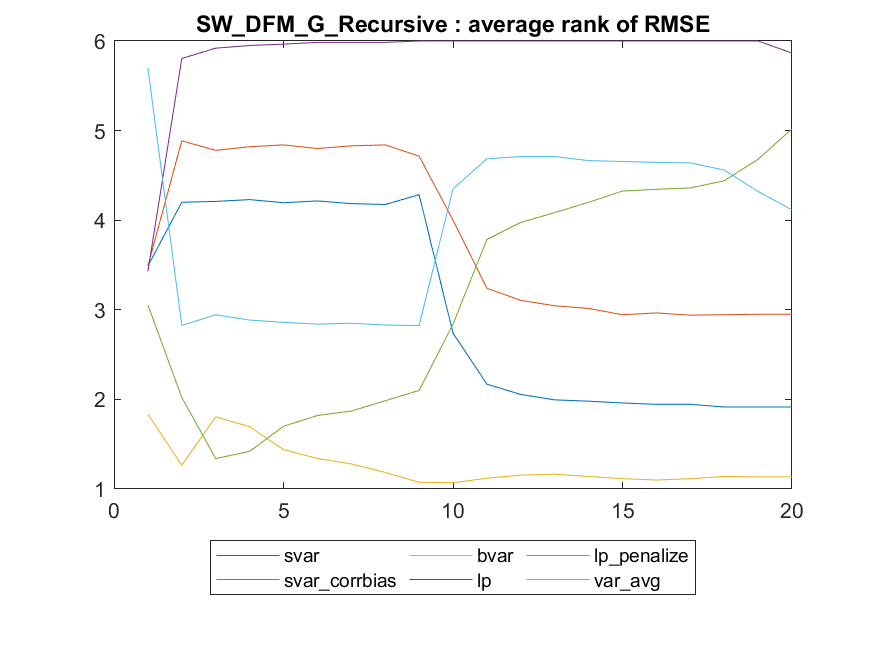 SW_DFM_G_Recursive : average rank of RMSE
6
5
4
3
2
1
0 5 10 15 20
svar bvar lp_penalize
svar_corrbias lp var_avg